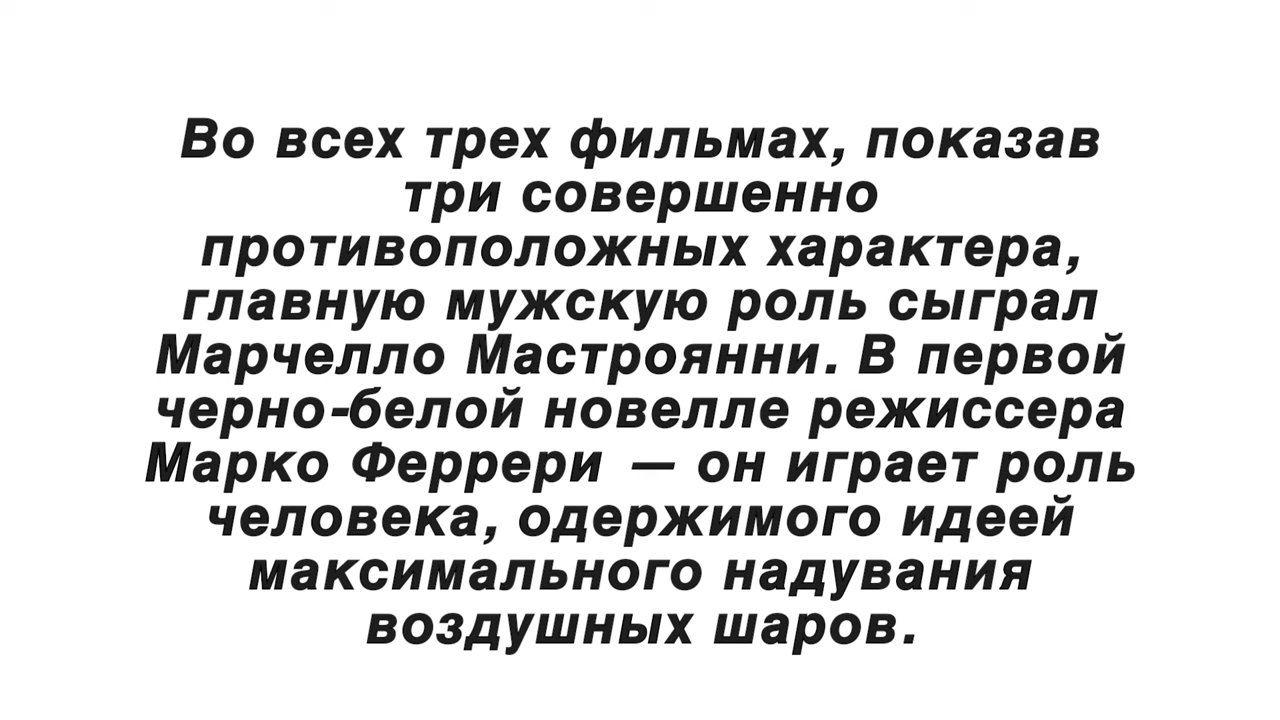 Во всех трех фильмах, показав
три совершенно
противоположных характера,
главную мужскую роль сыграл
Марчелло Мастроянни. В первой
черно-белой новелле режиссера
Марко Феррери — он играет роль
человека, одержимого идеей
максимального надувания
воздушных шаров.